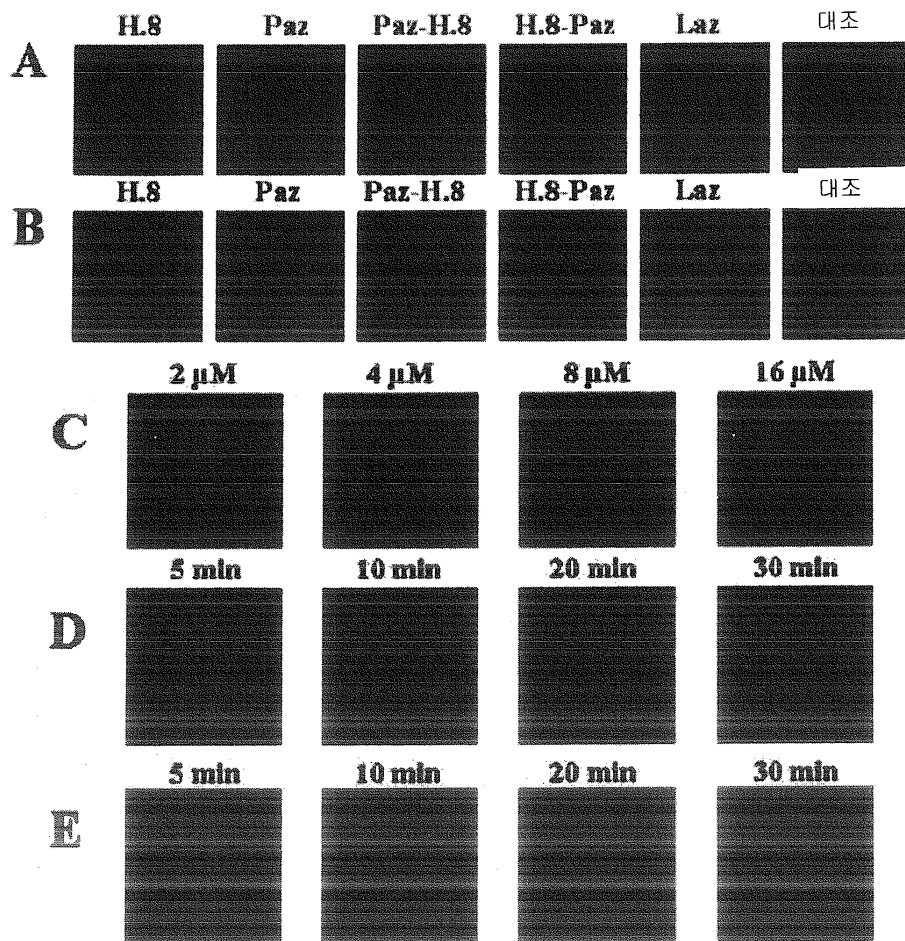 H.8 Paz Paz-H.8 H.8-Paz Laz 대조
A
H.8 Paz Paz-H.8 H.8-Paz Laz 대조
B
2 µM 4 µM 8 µM 16 µM
C
5 min 10 min 20 min 30 min
D
5 min 10 min 20 min 30 min
E